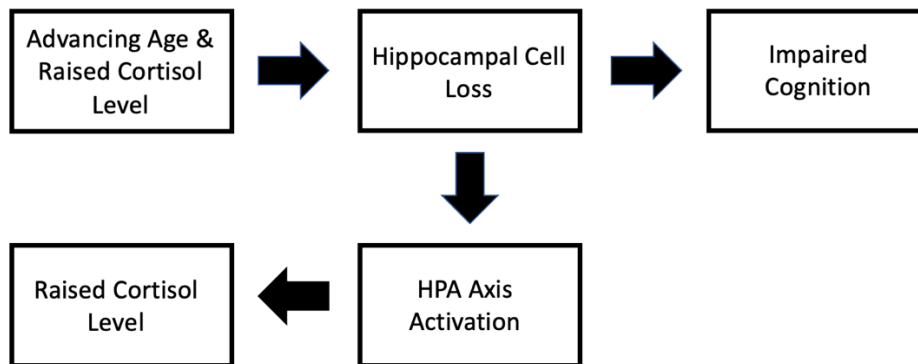 Advancing Age &
Raised Cortisol
Level
Hippocampal Cell
Loss
Impaired
Cognition
Raised Cortisol
Level
HPA Axis
Activation